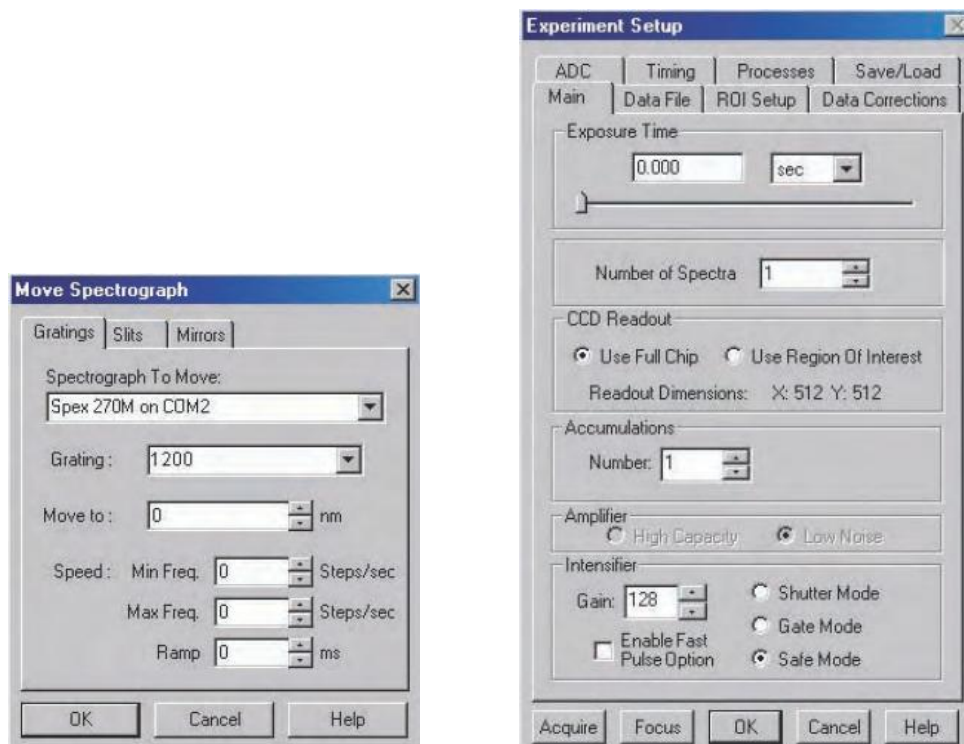 Move Spectrograph
Gratings Slits Mirrors
Spectrograph To Move:
Spex 270M on COM2
Grating: 1200
Move to: 0 nm
Speed: Min Freq. 0 Steps/sec
Max Freq. 0 Steps/sec
Ramp 0 ms
OK Cancel Help
Experiment Setup
ADC Timing Processes Save/Load
Main Data File ROI Setup Data Corrections
Exposure Time
0.000 sec
Number of Spectra 1
CCD Readout
Use Full Chip Use Region Of Interest
Readout Dimensions: X: 512 Y: 512
Accumulations
Number: 1
Amplifier
High Capacity Low Noise
Intensifier
Gain: 128 Shutter Mode
Gate Mode
Enable Fast
Pulse Option Safe Mode
Acquire Focus OK Cancel Help